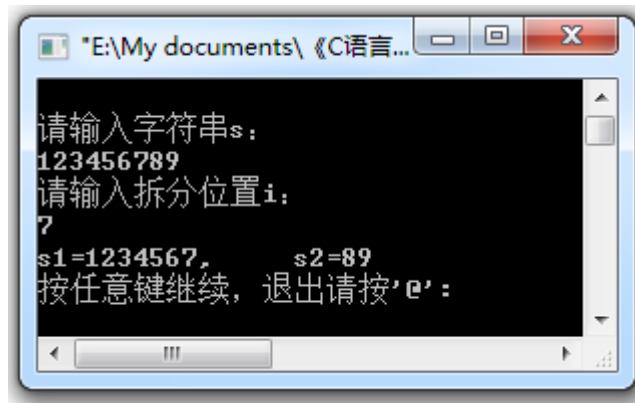 "E:\My documents\《C语言...
请输入字符串s:
123456789
请输入拆分位置i:
7
s1=1234567,    s2=89
按任意键继续，退出请按'@':